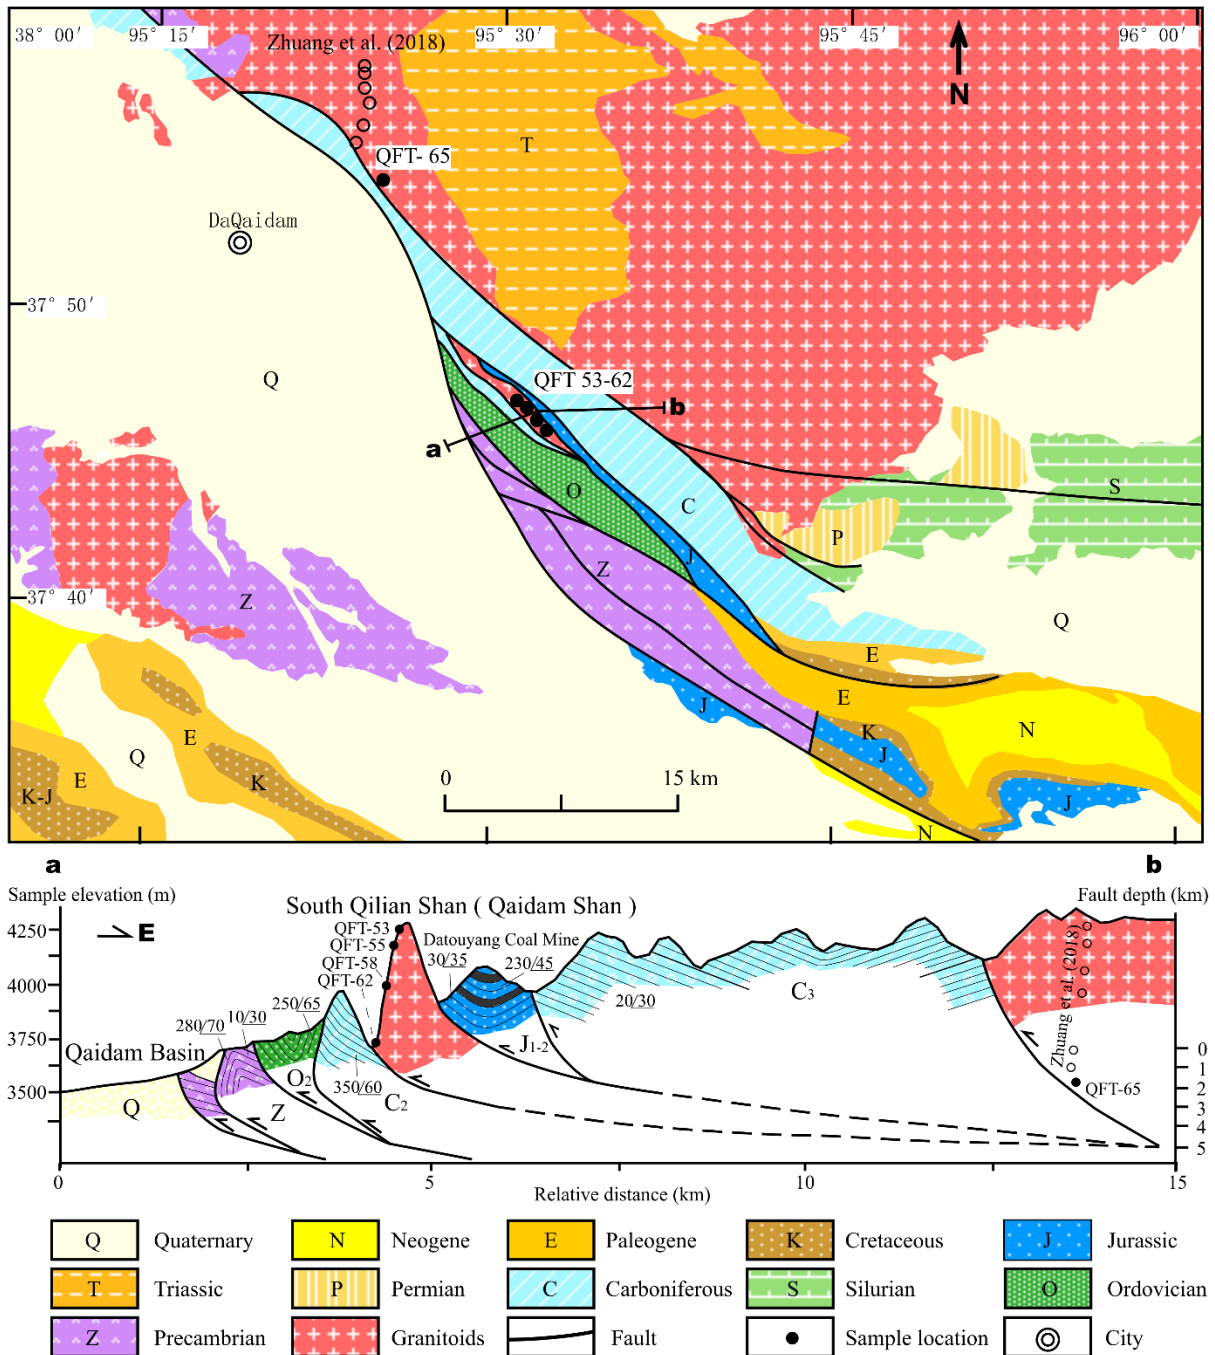 38° 00′ 95° 15′ 95° 30′ 95° 45′ 96° 00′
Zhuang et al. (2018)
N
T
QFT- 65
DaQaidam
37° 50′
Q
QFT 53-62
b
a
S
O
C
P
J
Z
37° 40′
Z
Q
E
E
J
K
N
E
J
Q
K
E
K-J
0 15 km
J
N
a b
Sample elevation (m) Fault depth (km)
South Qilian Shan ( Qaidam Shan )
4250
E
QFT-53
QFT-55
QFT-58
QFT-62
Datouyang Coal Mine
30/35 230/45
Zhuang et al. (2018)
4000
20/30 C3
3750
280/70 10/30 250/65
J1-2
Qaidam Basin
O2
350/60
C2
3500
Q
Z
QFT-65
0
1
2
3
4
5
0 5 10 15
Relative distance (km)
Q Quaternary N Neogene E Paleogene K Cretaceous J Jurassic
T Triassic P Permian C Carboniferous S Silurian O Ordovician
Z Precambrian Granitoids Fault Sample location City